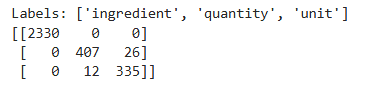 Labels: ['ingredient', 'quantity', 'unit']
[[2330 0 0]
[ 0 407 26]
[ 0 12 335]]